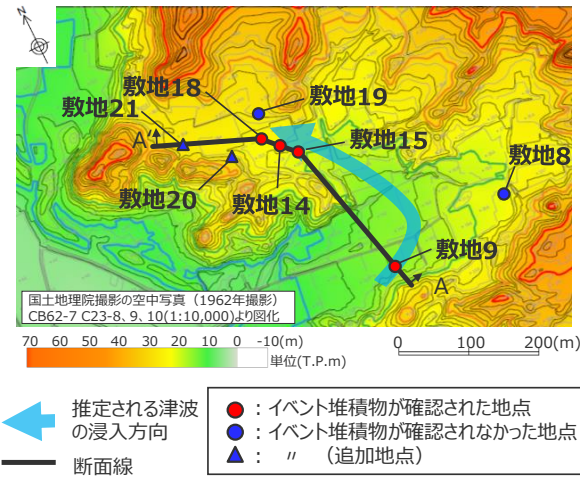 N
敷地18
敷地19
敷地21
敷地15
A'
敷地8
敷地20
敷地14
敷地9
A
国土地理院撮影の空中写真（1962年撮影）
CB62-7 C23-8、9、10(1:10,000)より図化
70 60 50 40 30 20 10 0 -10(m)
単位(T.P.m)
0 100 200(m)
推定される津波
の浸入方向
断面線
：イベント堆積物が確認された地点
：イベント堆積物が確認されなかった地点
： 〃 （追加地点）